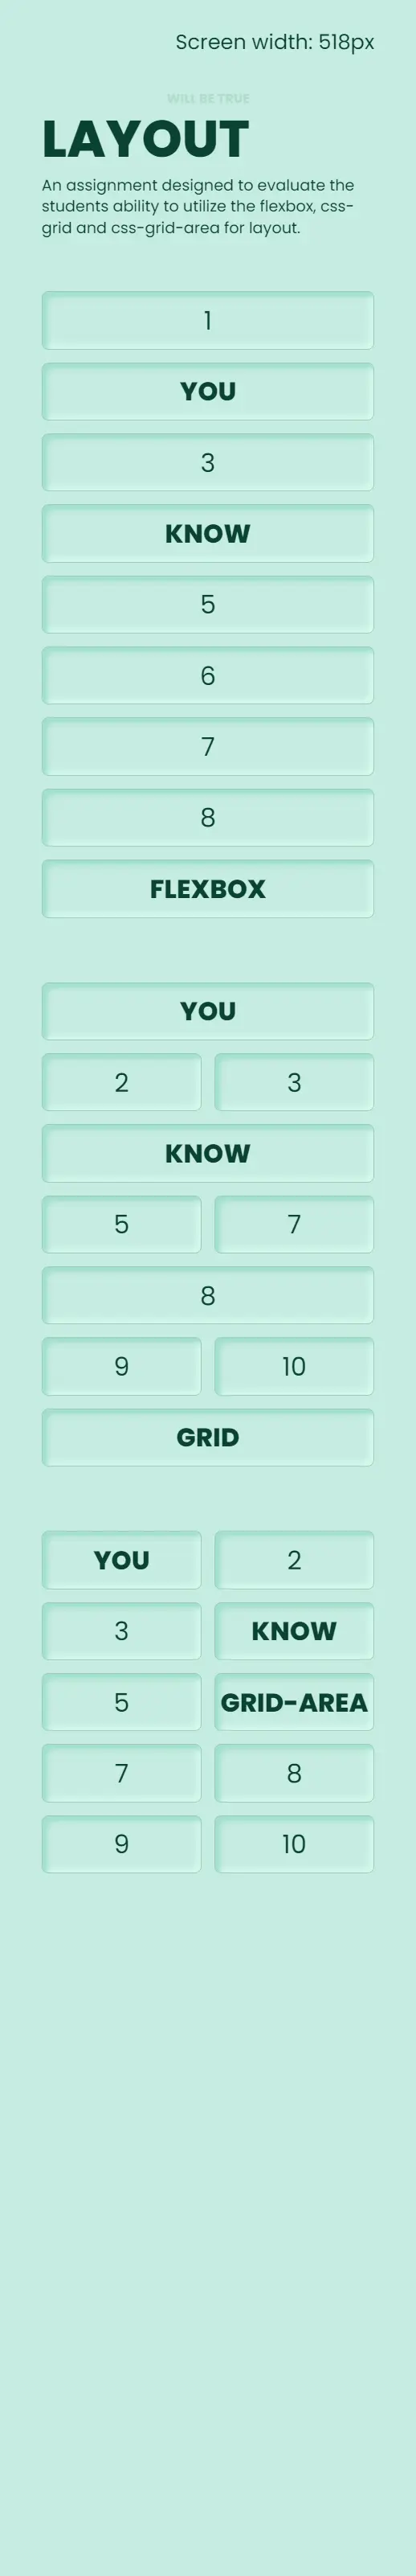 Screen width: 518px
WILL BE TRUE
LAYOUT
An assignment designed to evaluate the
students ability to utilize the flexbox, css-
grid and css-grid-area for layout.
1
YOU
3
KNOW
5
6
7
8
FLEXBOX
YOU
2 3
KNOW
5 7
8
9 10
GRID
YOU 2
3 KNOW
5 GRID-AREA
7 8
9 10